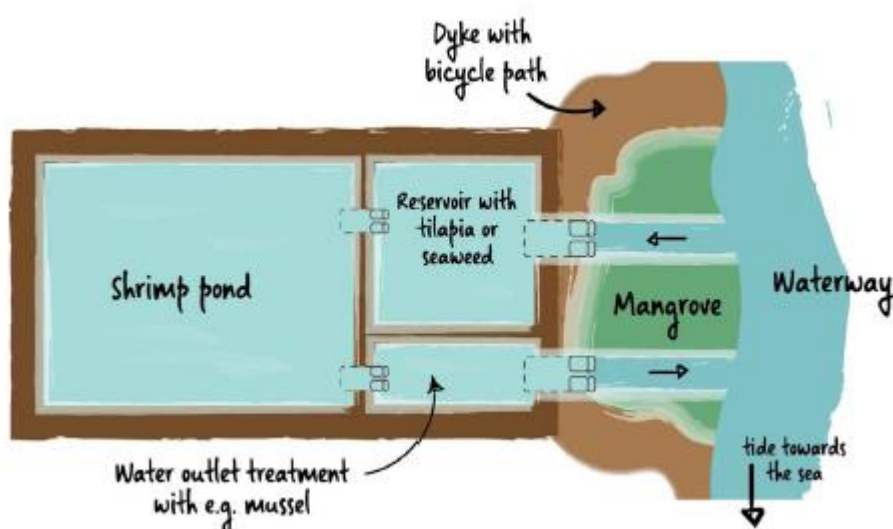 Dyke with
bicycle path
Reservoir with
tilapia or
seaweed
Shrimp pond
Mangrove
Waterway
Water outlet treatment
with e.g. mussel
tide towards
the sea